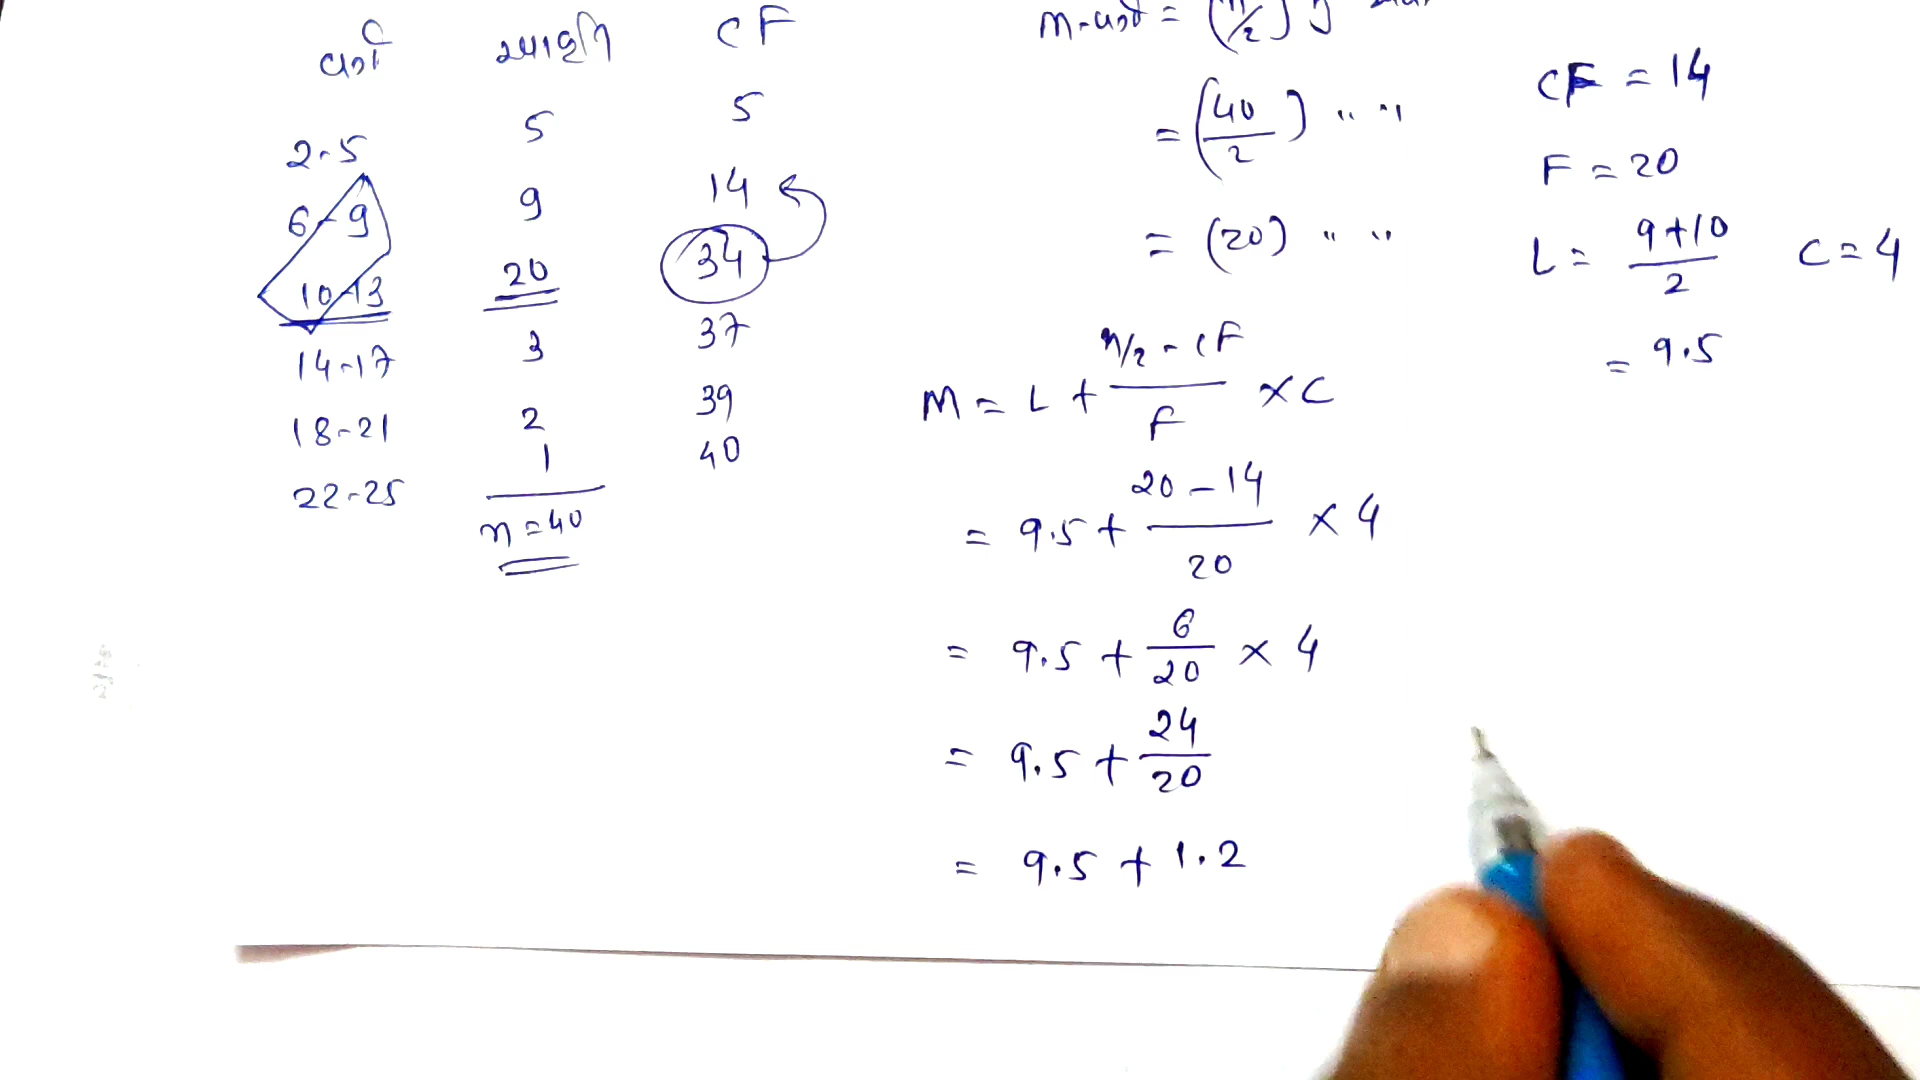 વર્ગ આવૃત્તિ CF
2-5 5 5
6-9 9 14
10-13 20 34
14-17 3 37
18-21 2 39
22-25 1 40
n = 40
= (40/2) " "
= (20) " "
M = L + n/2 - CF / F × C
= 9.5 + 20 - 14 / 20 × 4
= 9.5 + 6/20 × 4
= 9.5 + 24/20
= 9.5 + 1.2
CF = 14
F = 20
L = 9+10 / 2 C = 4
= 9.5